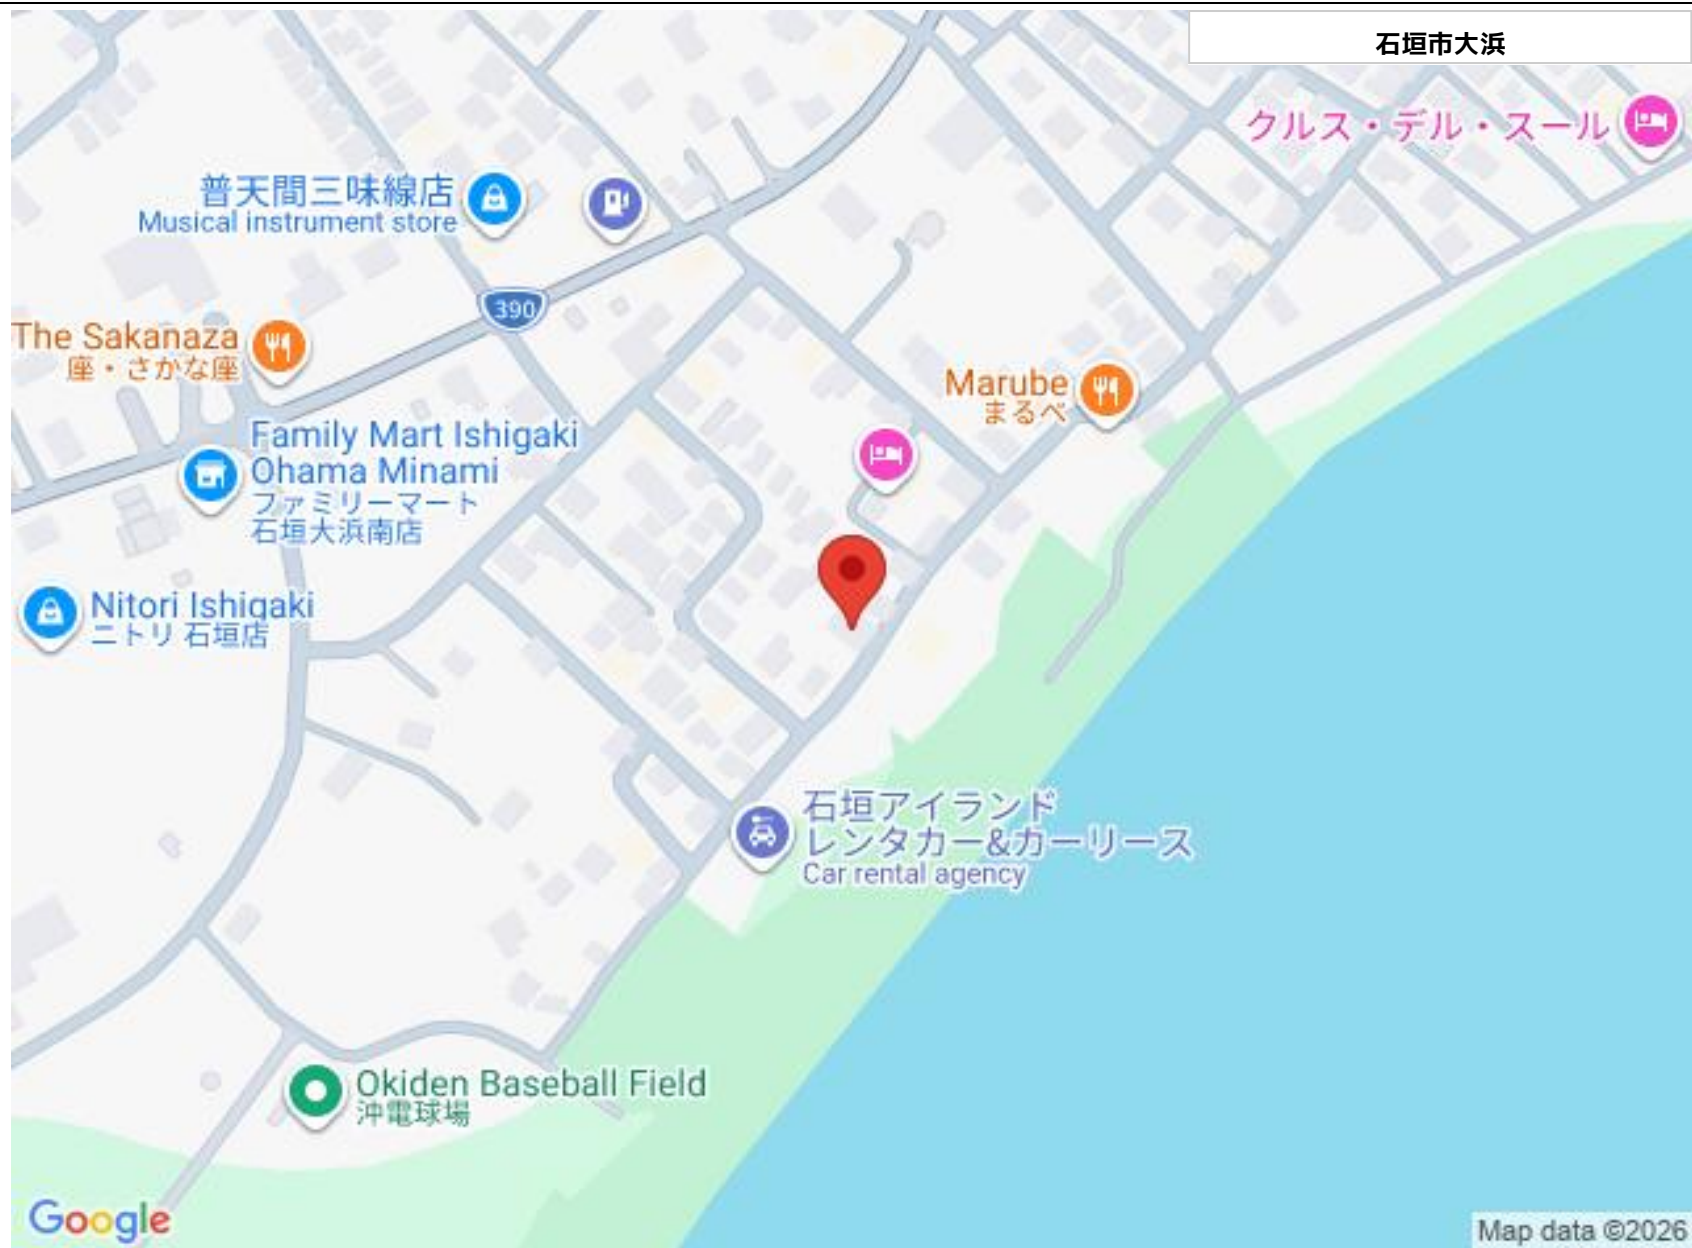 石垣市大浜
クルス・デル・スール
普天間三味線店
Musical instrument store
390
The Sakanaza
座・さかな座
Marube
まるべ
Family Mart Ishigaki
Ohama Minami
ファミリーマート
石垣大浜南店
Nitori Ishigaki
ニトリ 石垣店
石垣アイランド
レンタカー&カーリース
Car rental agency
Okiden Baseball Field
沖電球場
Google
Map data ©2026